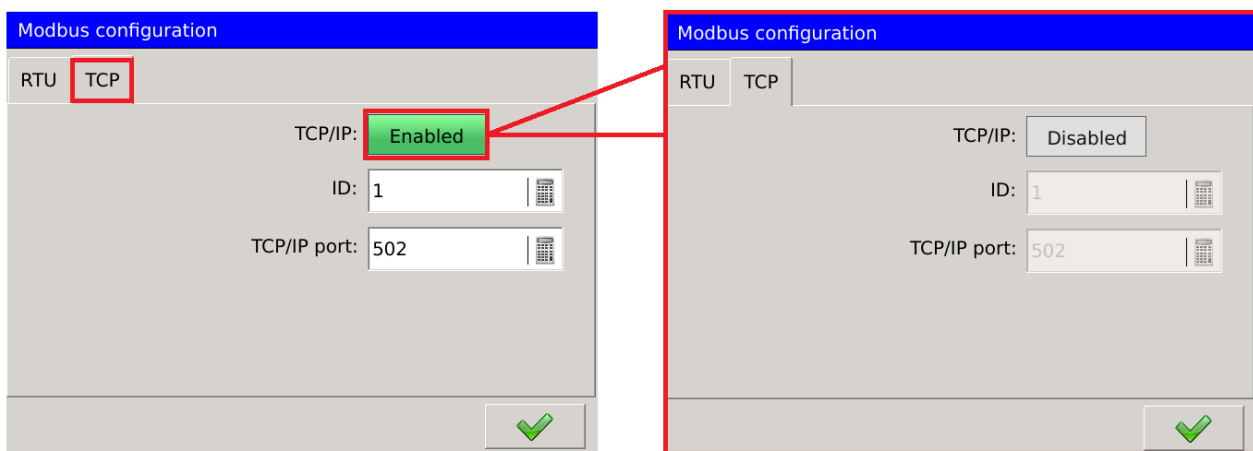 Modbus configuration
RTU TCP
TCP/IP: Enabled
ID: 1
TCP/IP port: 502
Modbus configuration
RTU TCP
TCP/IP: Disabled
ID: 1
TCP/IP port: 502